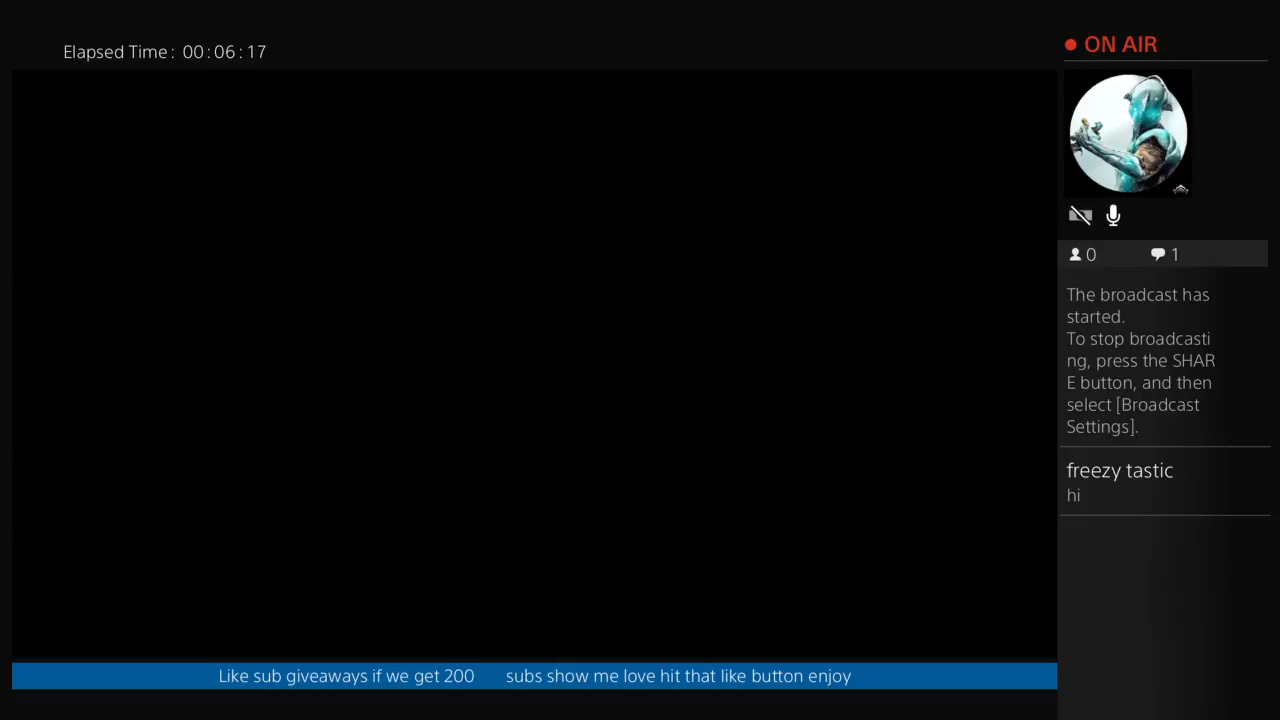 Elapsed Time: 00:06:17
ON AIR
0 1
The broadcast has
started.
To stop broadcasti
ng, press the SHAR
E button, and then
select [Broadcast
Settings].
freezy tastic
hi
Like sub giveaways if we get 200 subs show me love hit that like button enjoy